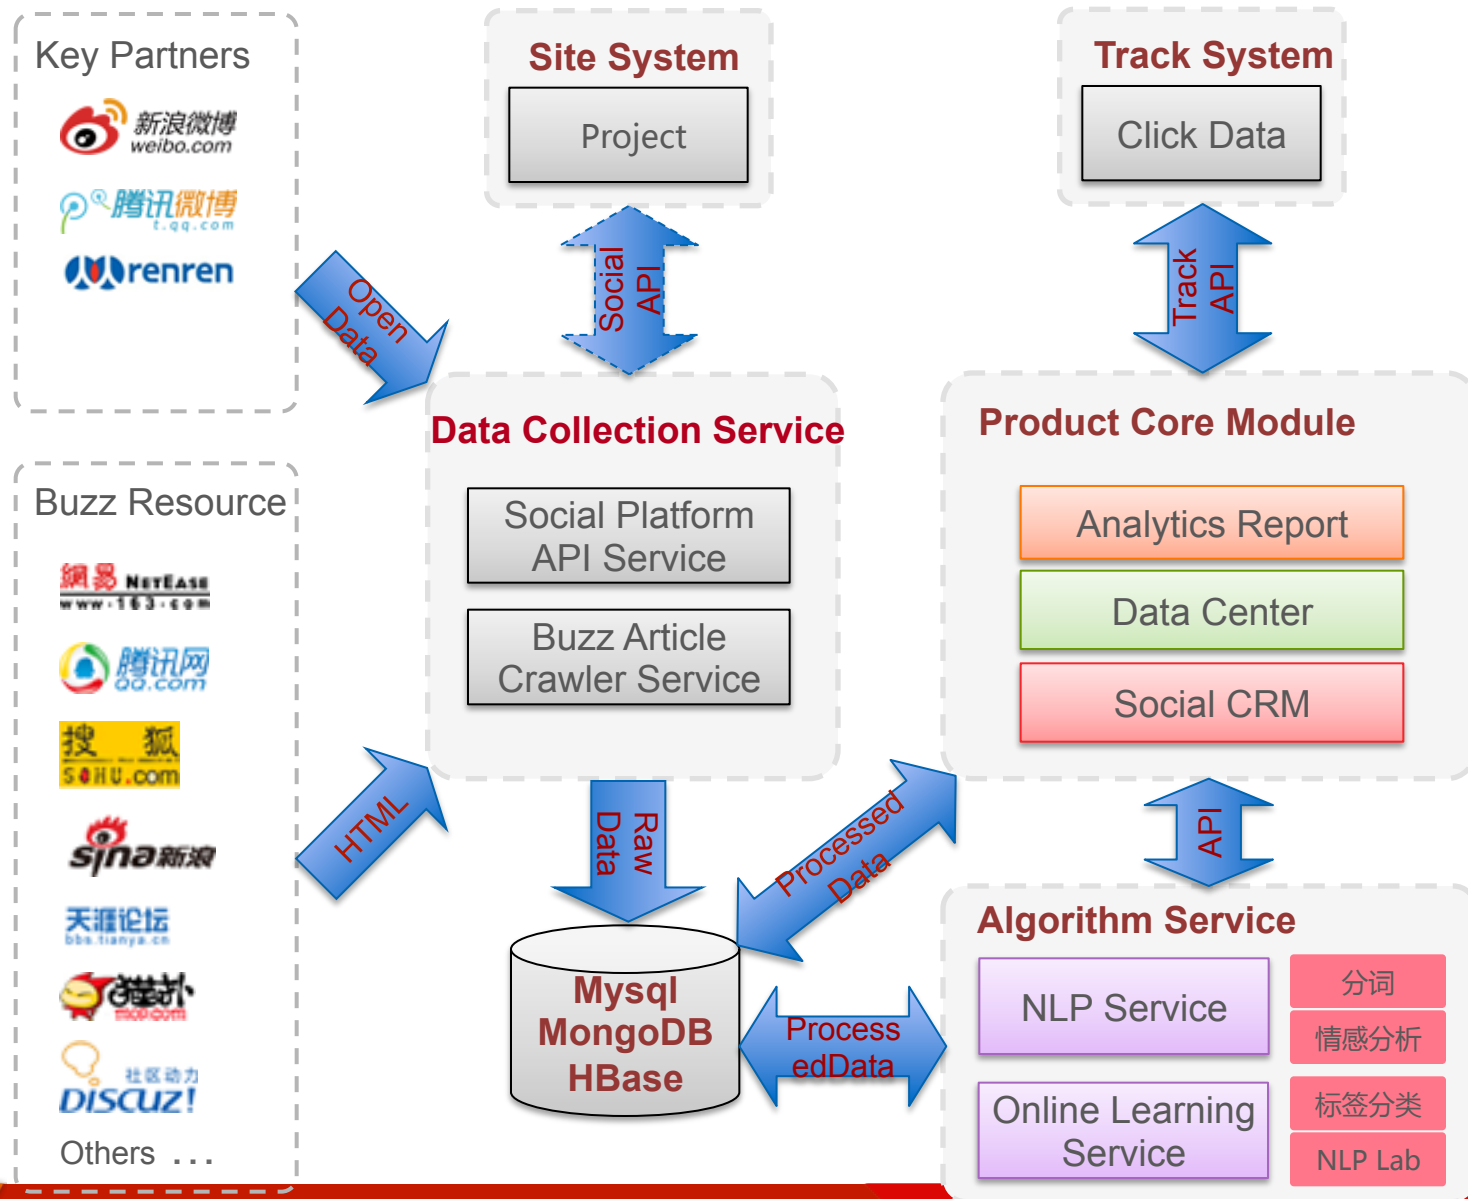 Key Partners
新浪微博
weibo.com
腾讯微博
t.qq.com
renren
Open
Data
Buzz Resource
網易 NETEASE
www.163.com
腾讯网
QQ.com
搜狐
SOHU.com
sina新浪
天涯论坛
bbs.tianya.cn
猫扑
mop.com
社区动力
DISCUZ!
Others ...
HTML
Site System
Project
Social
API
Data Collection Service
Social Platform
API Service
Buzz Article
Crawler Service
Raw
Data
Mysql
MongoDB
HBase
Processed
Data
Process
edData
Track System
Click Data
Track
API
Product Core Module
Analytics Report
Data Center
Social CRM
API
Algorithm Service
NLP Service
分词
情感分析
Online Learning
Service
标签分类
NLP Lab